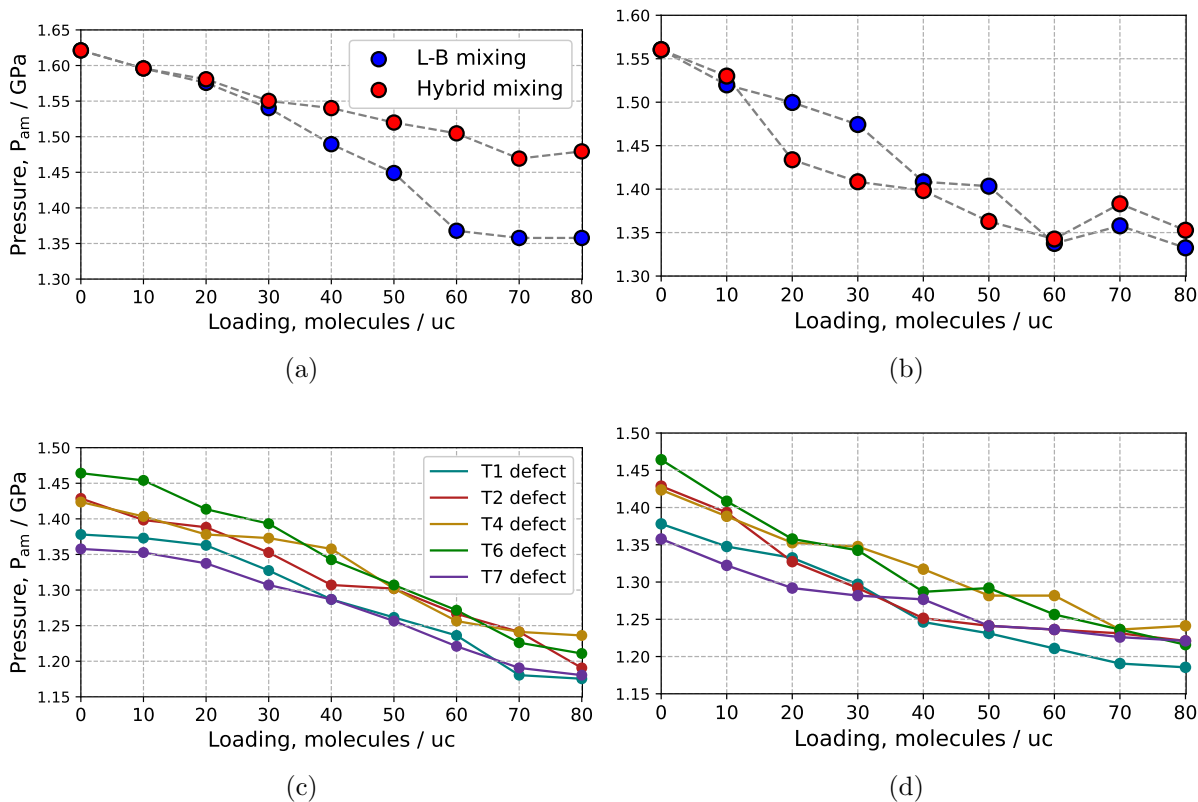 1.65
1.60
1.55
1.50
1.45
1.40
1.35
1.30
Pressure, P_am / GPa
L-B mixing
Hybrid mixing
0 10 20 30 40 50 60 70 80
Loading, molecules / uc
(a)
1.60
1.55
1.50
1.45
1.40
1.35
1.30
0 10 20 30 40 50 60 70 80
Loading, molecules / uc
(b)
1.50
1.45
1.40
1.35
1.30
1.25
1.20
1.15
Pressure, P_am / GPa
T1 defect
T2 defect
T4 defect
T6 defect
T7 defect
0 10 20 30 40 50 60 70 80
Loading, molecules / uc
(c)
1.50
1.45
1.40
1.35
1.30
1.25
1.20
1.15
0 10 20 30 40 50 60 70 80
Loading, molecules / uc
(d)